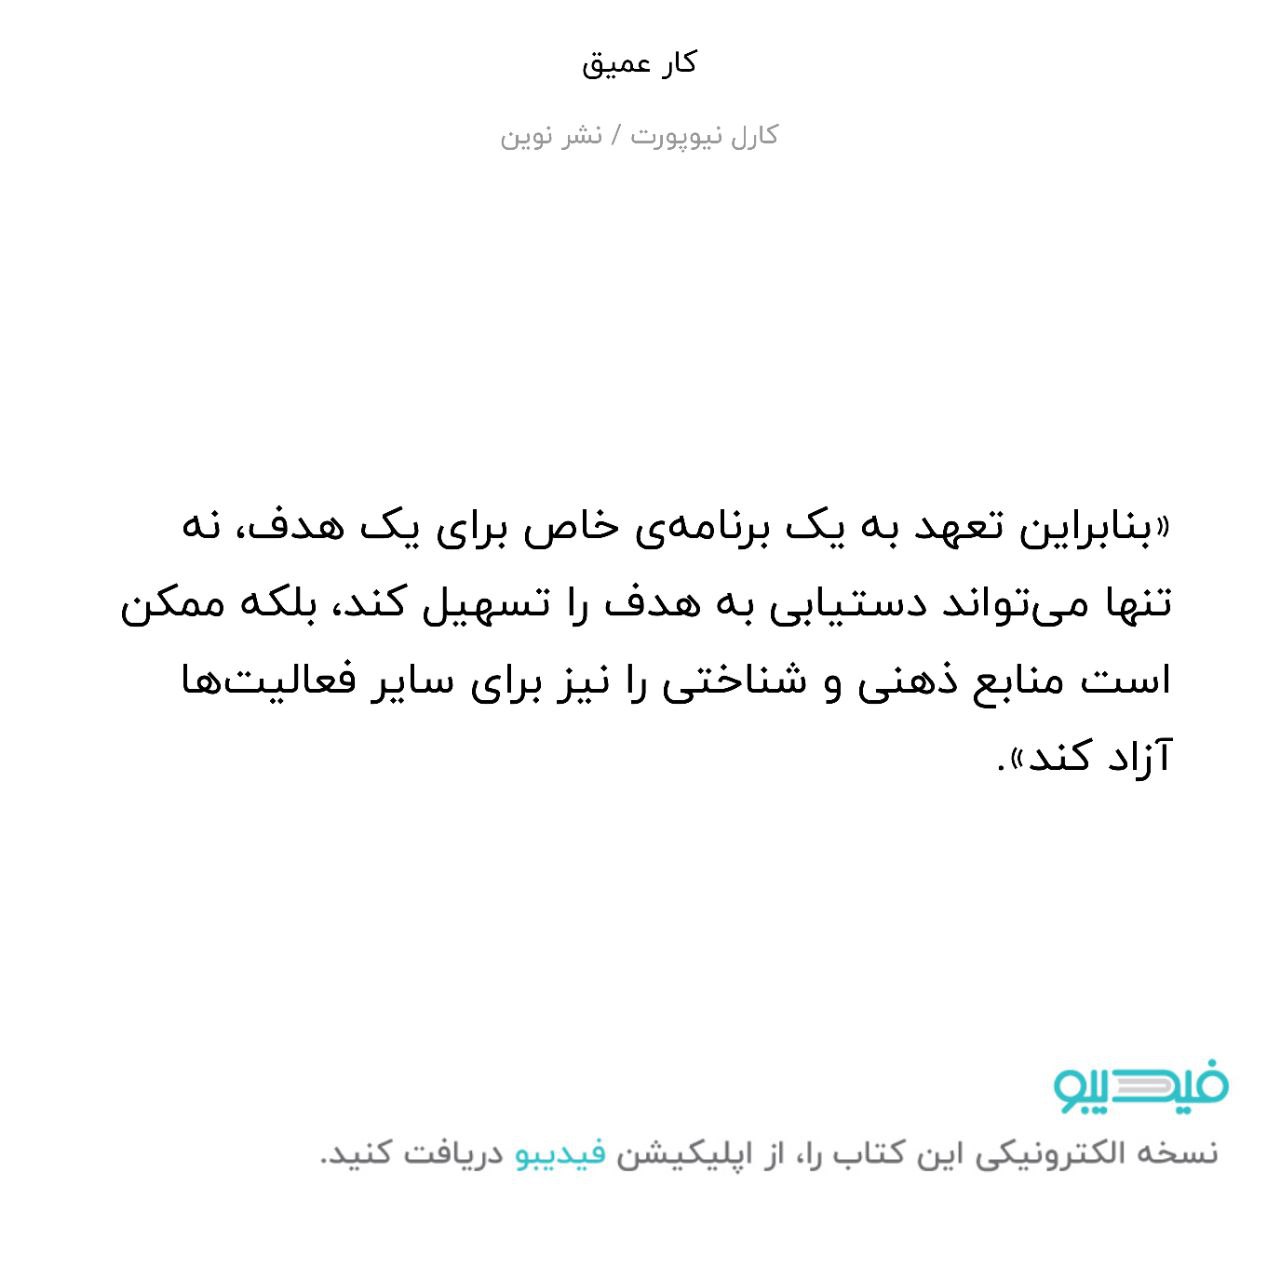 کار عمیق
کارل نیوپورت / نشر نوین
«بنابراین تعهد به یک برنامه‌ی خاص برای یک هدف، نه
تنها می‌تواند دستیابی به هدف را تسهیل کند، بلکه ممکن
است منابع ذهنی و شناختی را نیز برای سایر فعالیت‌ها
آزاد کند».
فیدیبو
نسخه الکترونیکی این کتاب را، از اپلیکیشن فیدیبو دریافت کنید.